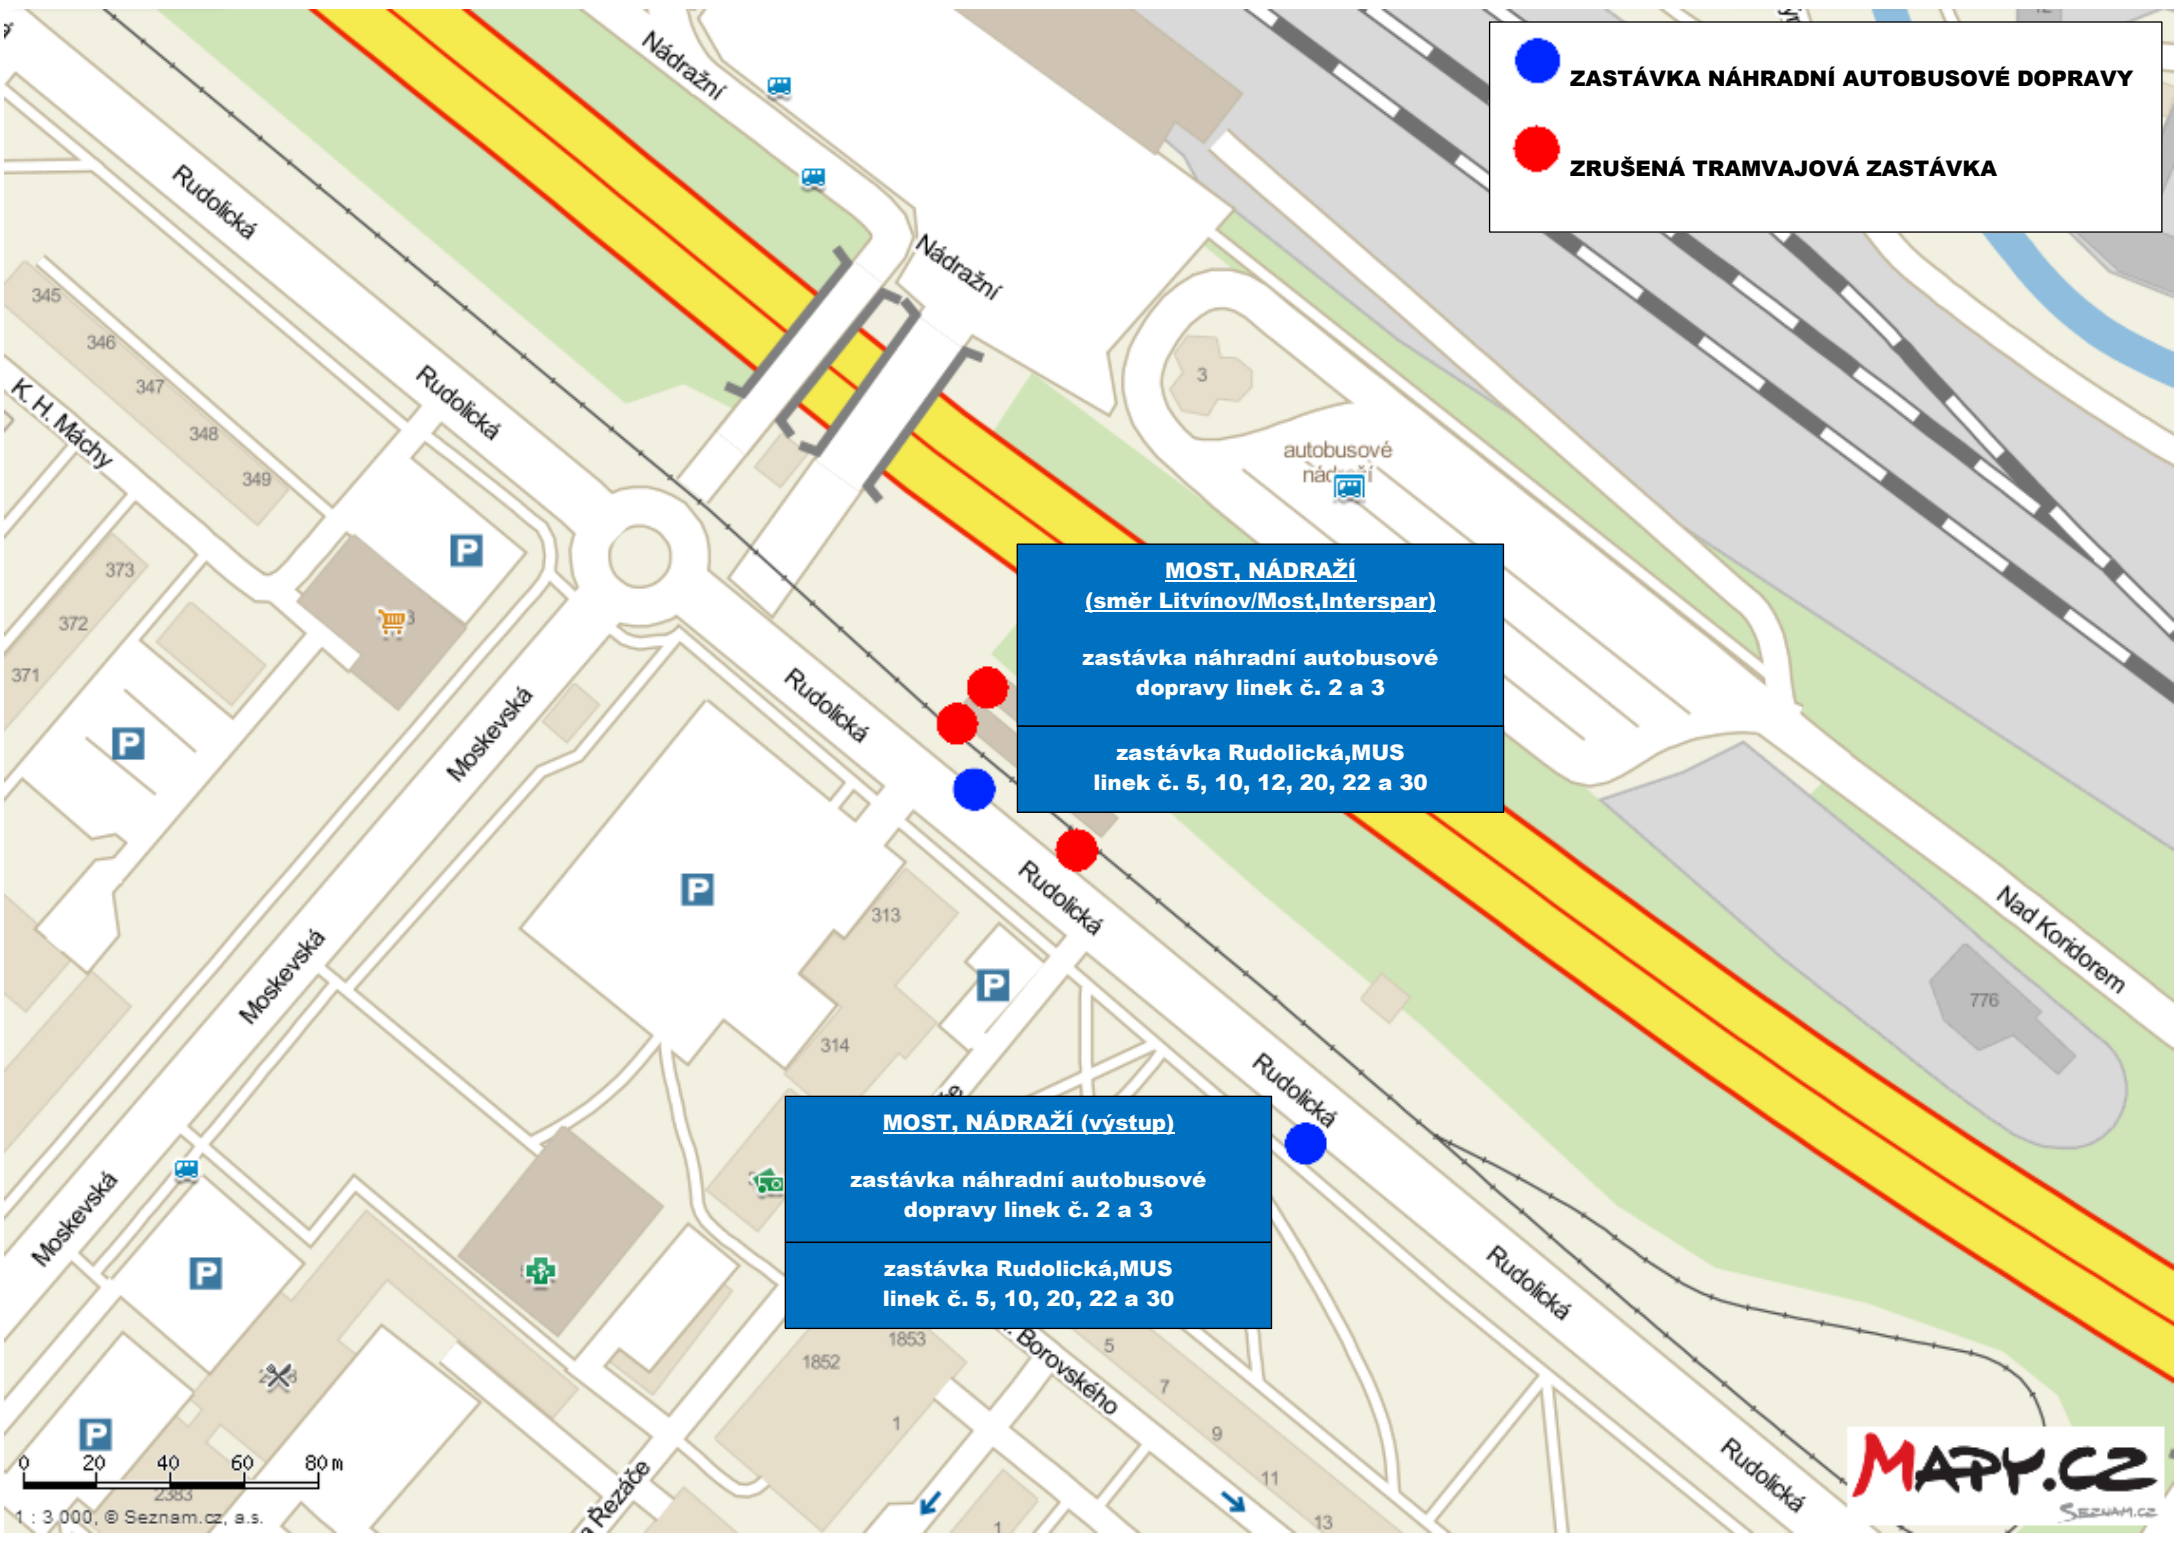 ZASTÁVKA NÁHRADNÍ AUTOBUSOVÉ DOPRAVY
ZRUŠENÁ TRAMVAJOVÁ ZASTÁVKA
12
Nádražní
Rudolická
Nádražní
345
346
347
348
349
K. H. Máchy
Rudolická
3
autobusové
MOST, NÁDRAŽÍ
(směr Litvínov/Most,Interspar)
zastávka náhradní autobusové
dopravy linek č. 2 a 3
zastávka Rudolická,MUS
linek č. 5, 10, 12, 20, 22 a 30
P
373
372
371
P
Moskevská
Rudolická
P
313
Rudolická
Nad Koridorem
P
314
776
Moskevská
Rudolická
MOST, NÁDRAŽÍ (výstup)
zastávka náhradní autobusové
dopravy linek č. 2 a 3
zastávka Rudolická,MUS
linek č. 5, 10, 20, 22 a 30
Moskevská
P
Rudolická
1852
1853
1
Borovského
5
7
9
11
13
1
P
Řezáče
Rudolická
0 20 40 60 80 m
2383
1 : 3 000, © Seznam.cz, a.s.
MAPY.CZ
SEZNAM.CZ